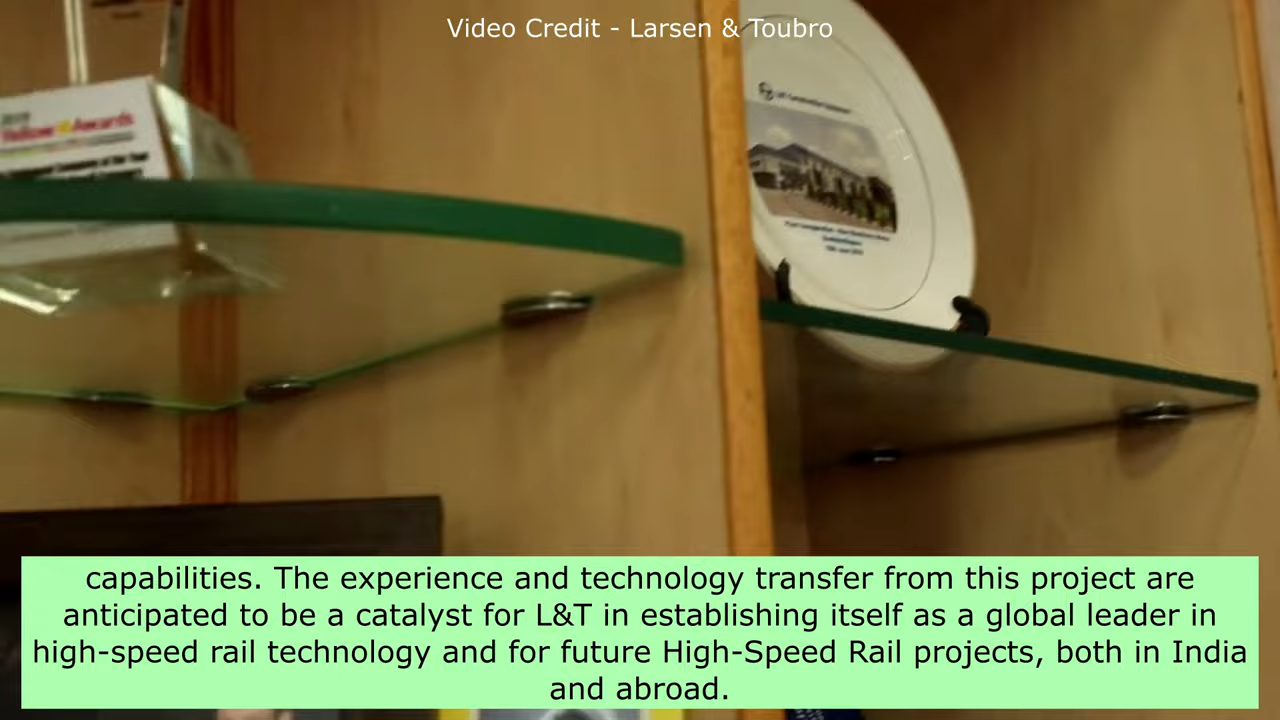 Video Credit - Larsen & Toubro
Yellow Awards
capabilities. The experience and technology transfer from this project are
anticipated to be a catalyst for L&T in establishing itself as a global leader in
high-speed rail technology and for future High-Speed Rail projects, both in India
and abroad.